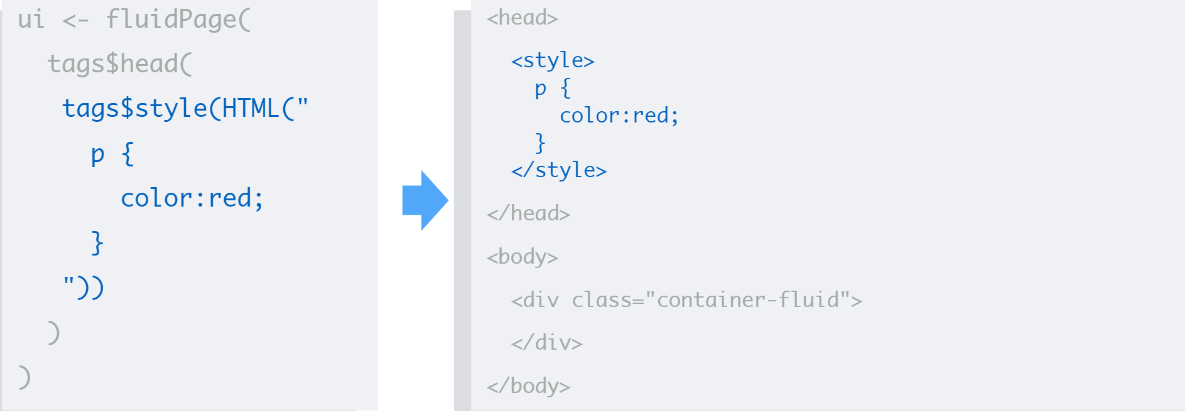 ui <- fluidPage(
  tags$head(
   tags$style(HTML("
     p {
       color:red;
     }
   "))
  )
)
<head>
  <style>
    p {
      color:red;
    }
  </style>
</head>
<body>
  <div class="container-fluid">
  </div>
</body>